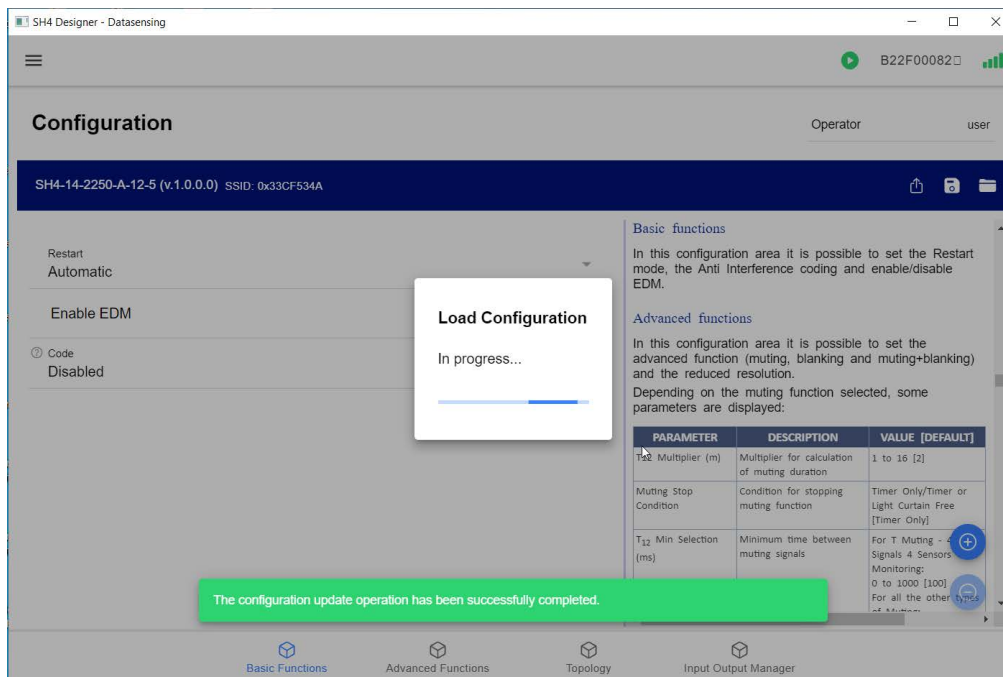 SH4 Designer - Datasensing
B22F00082
Configuration
Operator
user
SH4-14-2250-A-12-5 (v.1.0.0.0) SSID: 0x33CF534A
Restart
Automatic
Enable EDM
Code
Disabled
Load Configuration
In progress...
Basic functions
In this configuration area it is possible to set the Restart
mode, the Anti Interference coding and enable/disable
EDM.
Advanced functions
In this configuration area it is possible to set the
advanced function (muting, blanking and muting+blanking)
and the reduced resolution.
Depending on the muting function selected, some
parameters are displayed:
PARAMETER DESCRIPTION VALUE [DEFAULT]
T12 Multiplier (m) Multiplier for calculation 1 to 16 [2]
of muting duration
Muting Stop Condition for stopping Timer Only/Timer or
Condition muting function Light Curtain Free
[Timer Only]
T12 Min Selection Minimum time between For T Muting - 4
(ms) muting signals Signals 4 Sensors
Monitoring:
0 to 1000 [100]
For all the other types
of Muting:
The configuration update operation has been successfully completed.
Basic Functions
Advanced Functions
Topology
Input Output Manager